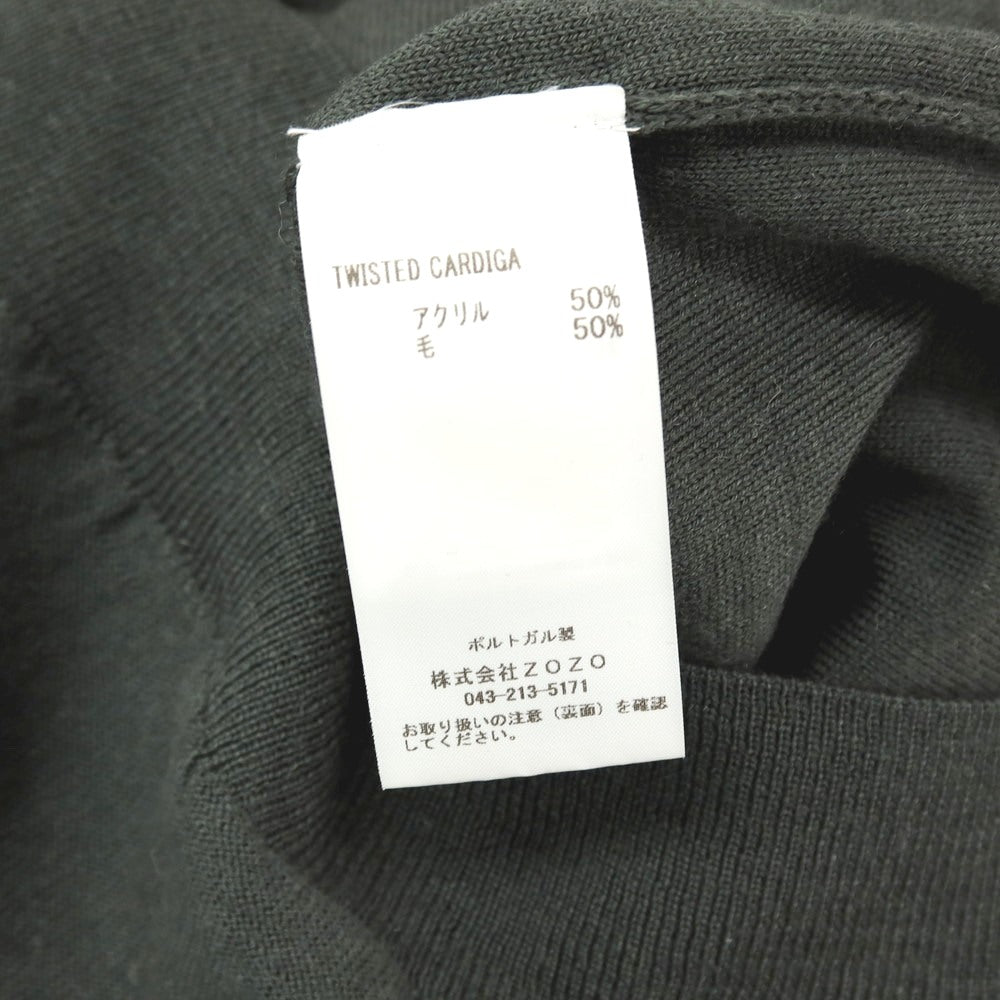 TWISTED CARDIGA
アクリル 50%
毛 50%
ポルトガル製
株式会社ZOZO
043-213-5171
お取り扱いの注意（裏面）を確認
してください。